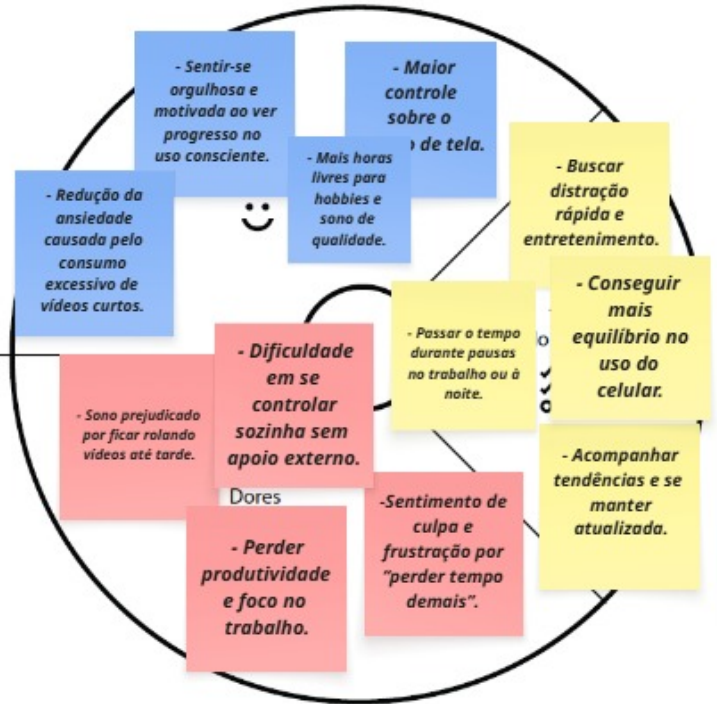 - Sentir-se
orgulhosa e
motivada ao ver
progresso no
uso consciente.
- Maior
controle
sobre o
o de tela.
- Mais horas
livres para
hobbies e
sono de
qualidade.
- Redução da
ansiedade
causada pelo
consumo
excessivo de
vídeos curtos.
- Buscar
distração
rápida e
entretenimento.
- Conseguir
mais
equilíbrio no
uso do
celular.
- Passar o tempo
durante pausas
no trabalho ou à
noite.
- Acompanhar
tendências e se
manter
atualizada.
- Dificuldade
em se
controlar
sozinha sem
apoio externo.
- Sono prejudicado
por ficar rolando
vídeos até tarde.
Dores
- Perder
produtividade
e foco no
trabalho.
-Sentimento de
culpa e
frustração por
“perder tempo
demais”.